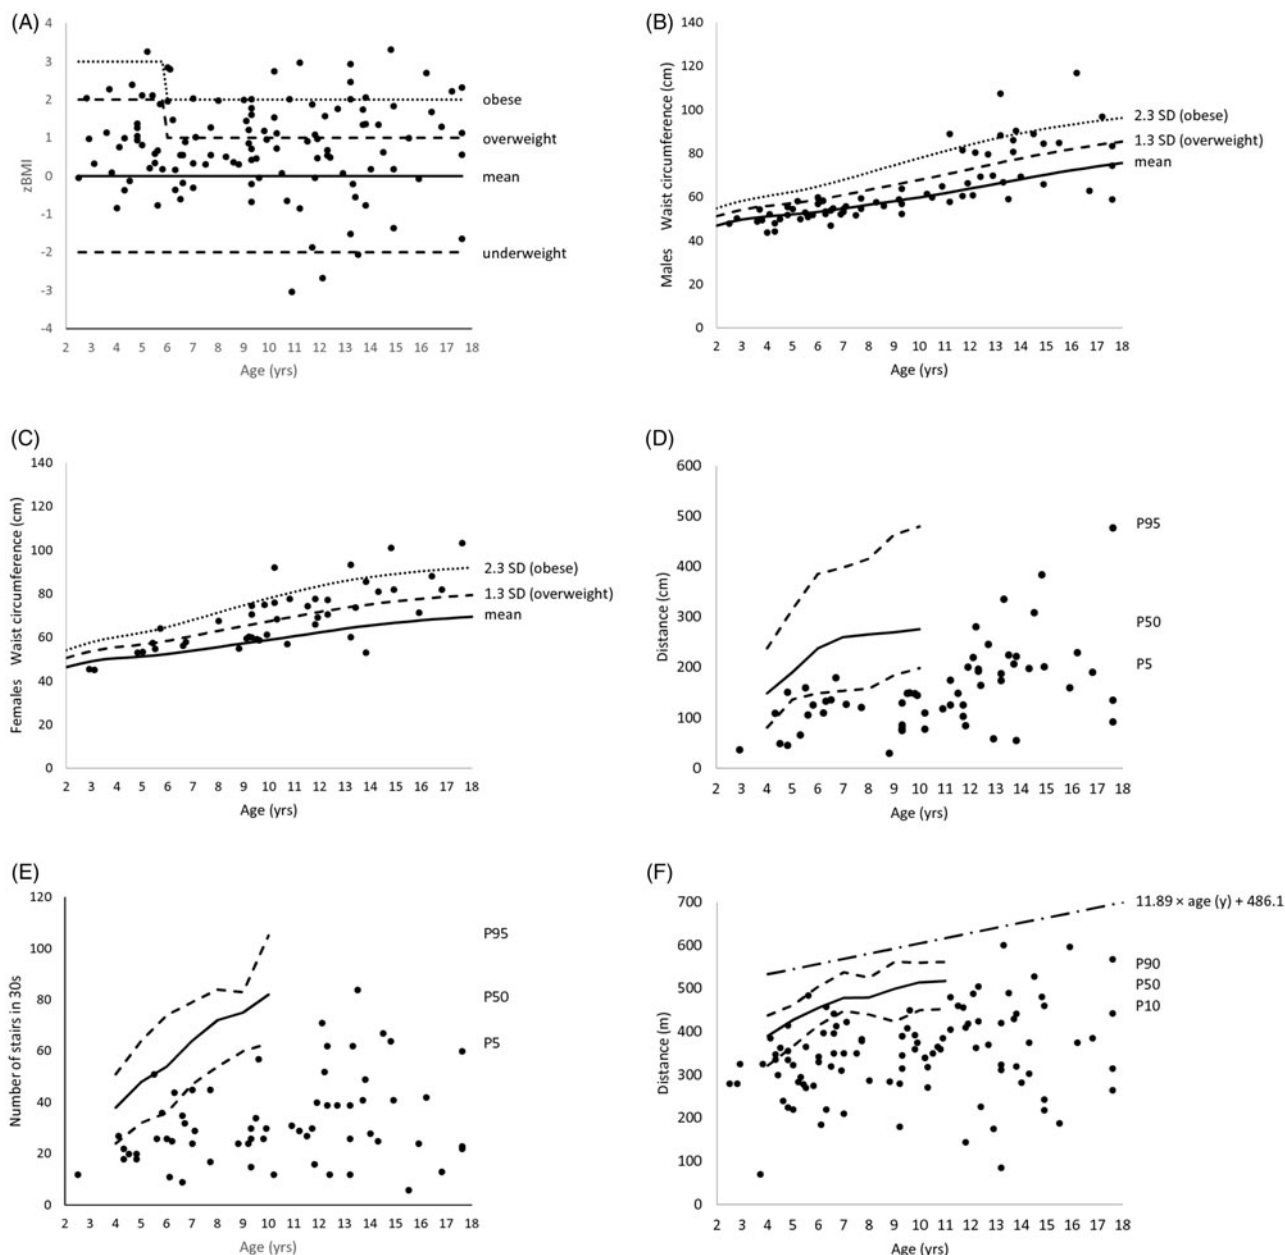 (A)
4
3
2
1
0
-1
-2
-3
-4
zBMI
obese
overweight
mean
underweight
2 3 4 5 6 7 8 9 10 11 12 13 14 15 16 17 18
Age (yrs)
(B)
140
120
100
80
60
40
20
0
Males Waist circumference (cm)
2.3 SD (obese)
1.3 SD (overweight)
mean
2 3 4 5 6 7 8 9 10 11 12 13 14 15 16 17 18
Age (yrs)
(C)
140
120
100
80
60
40
20
0
Females Waist circumference (cm)
2.3 SD (obese)
1.3 SD (overweight)
mean
2 3 4 5 6 7 8 9 10 11 12 13 14 15 16 17 18
Age (yrs)
(D)
600
500
400
300
200
100
0
Distance (cm)
P95
P50
P5
2 3 4 5 6 7 8 9 10 11 12 13 14 15 16 17 18
Age (yrs)
(E)
120
100
80
60
40
20
0
Number of stairs in 30s
P95
P50
P5
2 3 4 5 6 7 8 9 10 11 12 13 14 15 16 17 18
Age (yrs)
(F)
700
600
500
400
300
200
100
0
Distance (m)
11.89 × age (y) + 486.1
P90
P50
P10
2 3 4 5 6 7 8 9 10 11 12 13 14 15 16 17 18
Age (yrs)